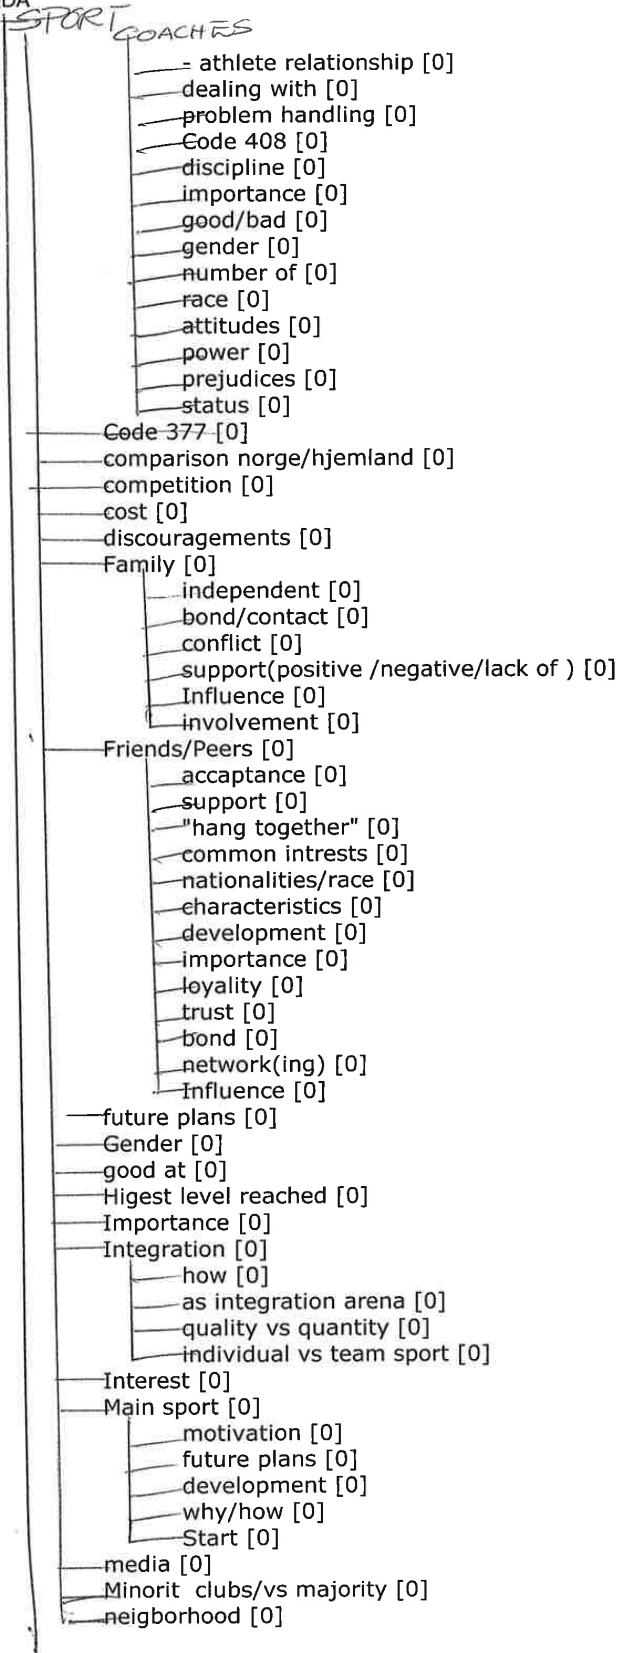 SPORT
COACHES
- athlete relationship [0]
dealing with [0]
problem handling [0]
Code 408 [0]
discipline [0]
importance [0]
good/bad [0]
gender [0]
number of [0]
race [0]
attitudes [0]
power [0]
prejudices [0]
status [0]
Code 377 [0]
comparison norge/hjemland [0]
competition [0]
cost [0]
discouragements [0]
Family [0]
independent [0]
bond/contact [0]
conflict [0]
support(positive /negative/lack of ) [0]
Influence [0]
involvement [0]
Friends/Peers [0]
accaptance [0]
support [0]
"hang together" [0]
common intrests [0]
nationalities/race [0]
characteristics [0]
development [0]
importance [0]
loyality [0]
trust [0]
bond [0]
network(ing) [0]
Influence [0]
future plans [0]
Gender [0]
good at [0]
Higest level reached [0]
Importance [0]
Integration [0]
how [0]
as integration arena [0]
quality vs quantity [0]
individual vs team sport [0]
Interest [0]
Main sport [0]
motivation [0]
future plans [0]
development [0]
why/how [0]
Start [0]
media [0]
Minorit clubs/vs majority [0]
neigborhood [0]